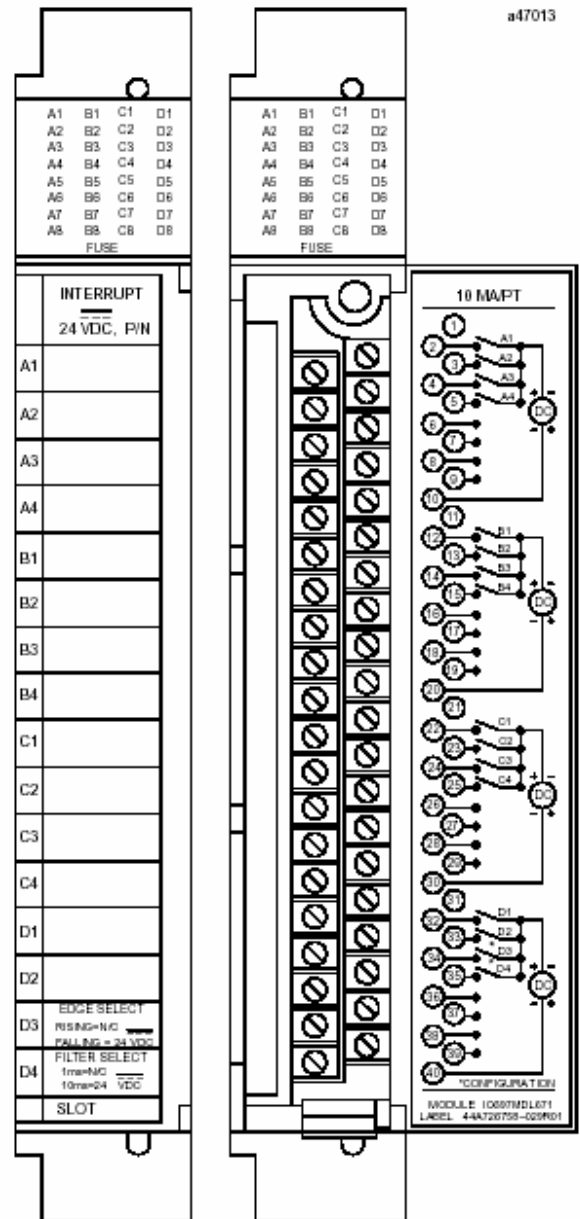 a47013
A1 B1 C1 D1
A2 B2 C2 D2
A3 B3 C3 D3
A4 B4 C4 D4
A5 B5 C5 D5
A6 B6 C6 D6
A7 B7 C7 D7
A8 B8 C8 D8
FUSE
A1 B1 C1 D1
A2 B2 C2 D2
A3 B3 C3 D3
A4 B4 C4 D4
A5 B5 C5 D5
A6 B6 C6 D6
A7 B7 C7 D7
A8 B8 C8 D8
FUSE
INTERRUPT
24 VDC, P/N
A1
A2
A3
A4
B1
B2
B3
B4
C1
C2
C3
C4
D1
D2
D3
EDGE SELECT
RISING=N/C
FALLING = 24 VDC
D4
FILTER SELECT
1ms=N/C
10ms=24 VDC
SLOT
10 MA/PT
1
2 A1
3 A2
4 A3
5 A4
DC
6
7
8
9
10
11
12 B1
13 B2
14 B3
15 B4
DC
16
17
18
19
20
21
22 C1
23 C2
24 C3
25 C4
DC
26
27
28
29
30
31
32 D1
33 D2
34 * D3
35 * D4
DC
36
37
38
39
40
*CONFIGURATION
MODULE IC697MDL671
LABEL 44A726758-029R01